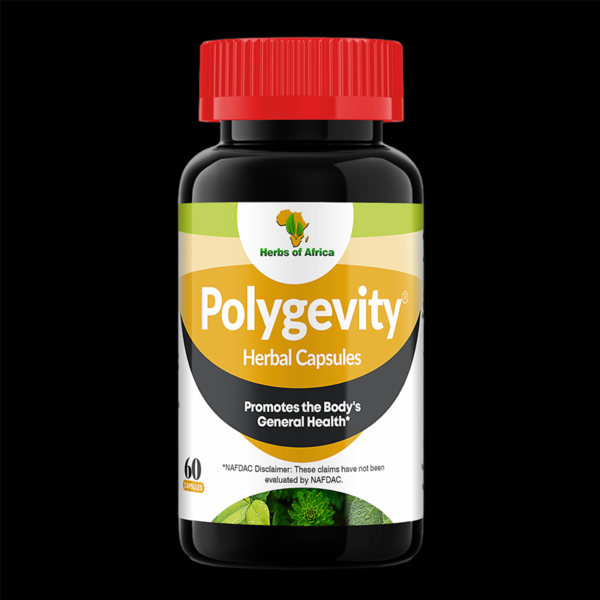 Herbs of Africa
Polygevity®
Herbal Capsules
Promotes the Body's
General Health*
*NAFDAC Disclaimer: These claims have not been
evaluated by NAFDAC.
60
CAPSULES